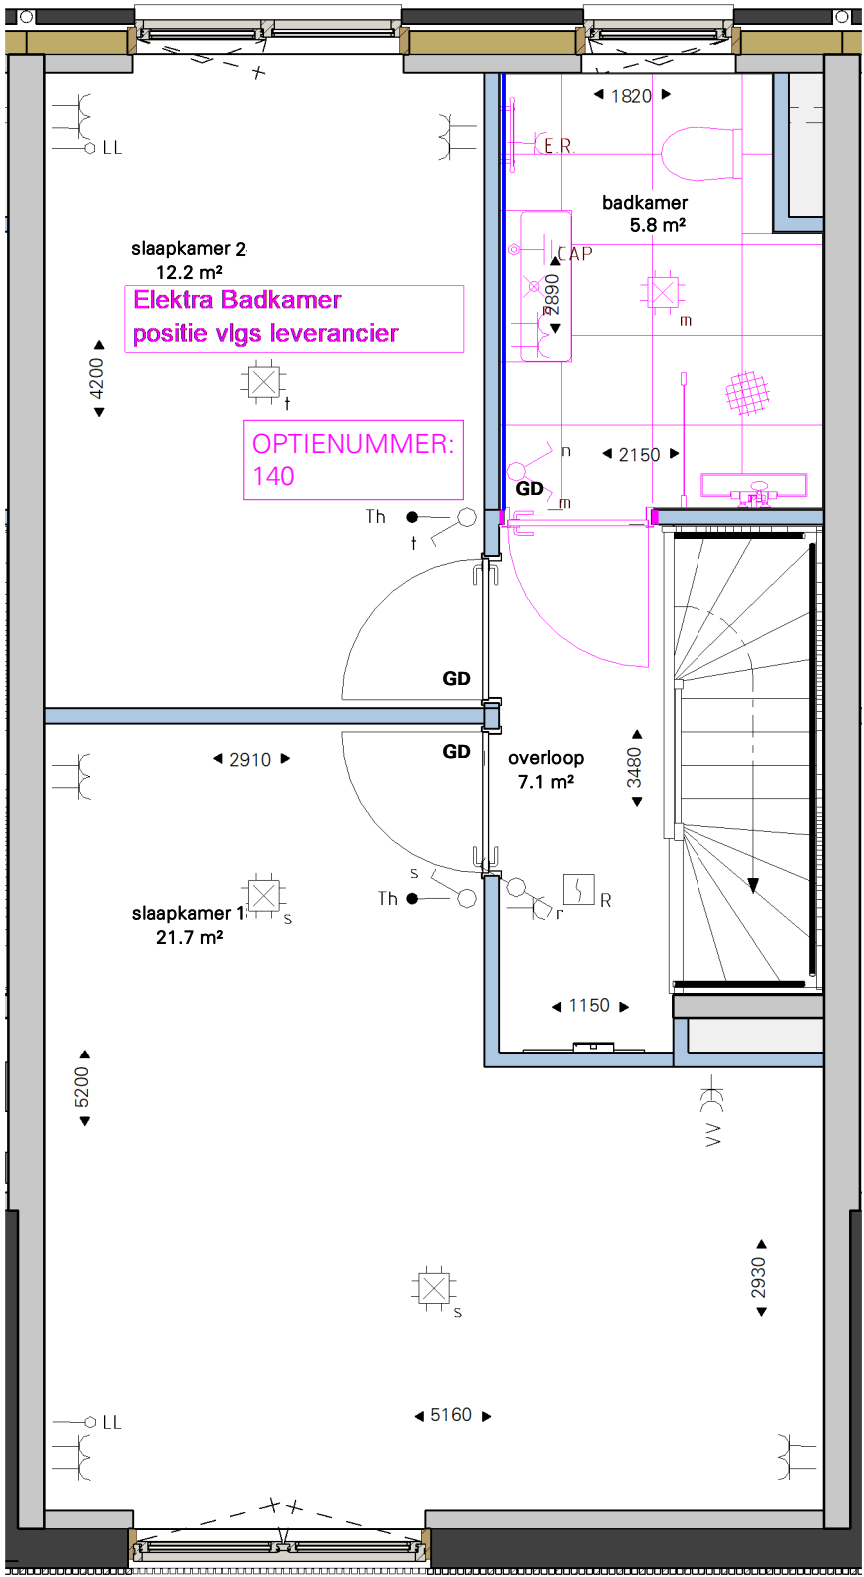 1820
LL
E.R.
badkamer
5.8 m²
slaapkamer 2
12.2 m²
CAP
2890
Elektra Badkamer
positie vlgs leverancier
m
4200
t
OPTIENUMMER:
140
n
2150
GD
m
Th
t
GD
GD
2910
overloop
7.1 m²
3480
s
Th
R
r
slaapkamer 1
21.7 m²
s
1150
5200
VV
2930
s
5160
LL